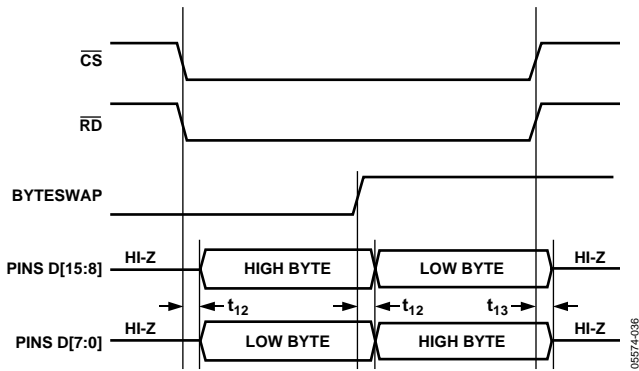 CS
RD
BYTESWAP
PINS D[15:8] HI-Z HIGH BYTE LOW BYTE HI-Z
t12 t12 t13
PINS D[7:0] HI-Z LOW BYTE HIGH BYTE HI-Z
05574-036